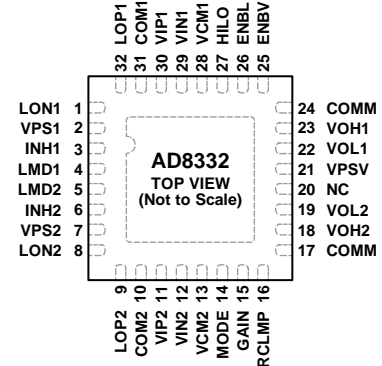 32 LOP1
31 COM1
30 VIP1
29 VIN1
28 VCM1
27 HILO
26 ENBL
25 ENBV
LON1 1
VPS1 2
INH1 3
LMD1 4
LMD2 5
INH2 6
VPS2 7
LON2 8
AD8332
TOP VIEW
(Not to Scale)
24 COMM
23 VOH1
22 VOL1
21 VPSV
20 NC
19 VOL2
18 VOH2
17 COMM
LOP2 9
COM2 10
VIP2 11
VIN2 12
VCM2 13
MODE 14
GAIN 15
RCLMP 16